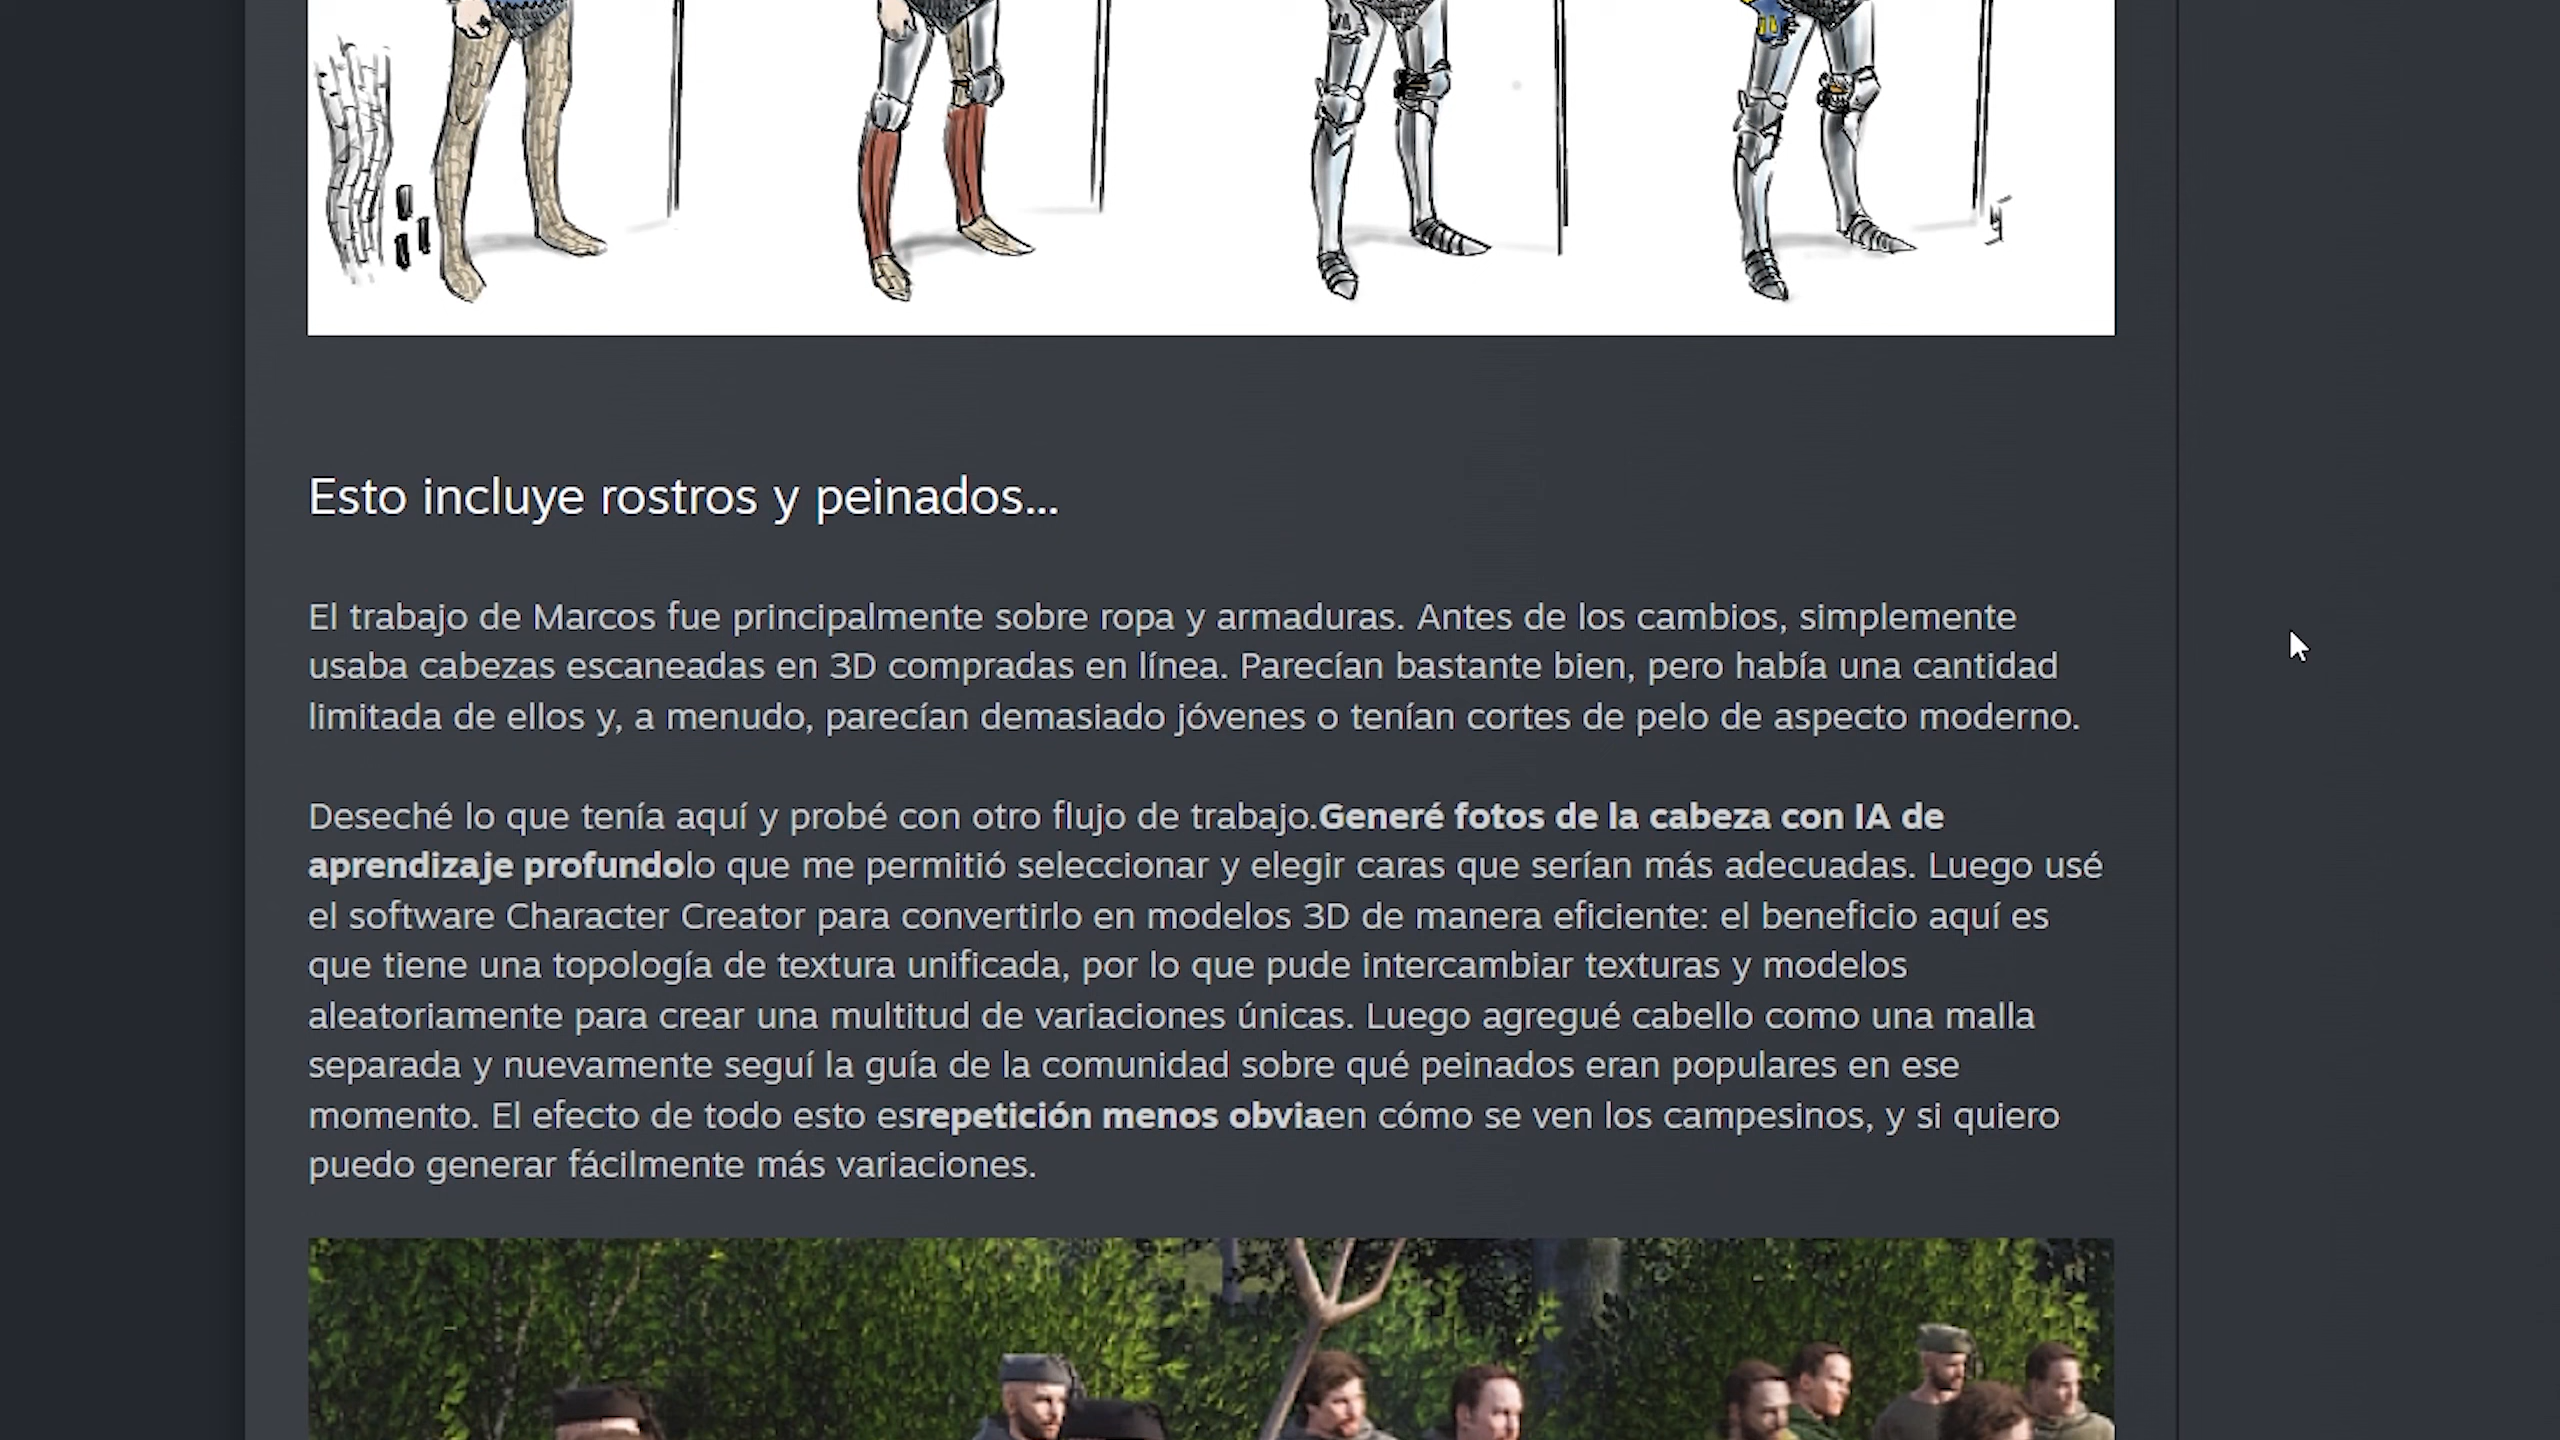 Esto incluye rostros y peinados...
El trabajo de Marcos fue principalmente sobre ropa y armaduras. Antes de los cambios, simplemente
usaba cabezas escaneadas en 3D compradas en línea. Parecían bastante bien, pero había una cantidad
limitada de ellos y, a menudo, parecían demasiado jóvenes o tenían cortes de pelo de aspecto moderno.
Deseché lo que tenía aquí y probé con otro flujo de trabajo.Generé fotos de la cabeza con IA de
aprendizaje profundolo que me permitió seleccionar y elegir caras que serían más adecuadas. Luego usé
el software Character Creator para convertirlo en modelos 3D de manera eficiente: el beneficio aquí es
que tiene una topología de textura unificada, por lo que pude intercambiar texturas y modelos
aleatoriamente para crear una multitud de variaciones únicas. Luego agregué cabello como una malla
separada y nuevamente seguí la guía de la comunidad sobre qué peinados eran populares en ese
momento. El efecto de todo esto esrepetición menos obviaen cómo se ven los campesinos, y si quiero
puedo generar fácilmente más variaciones.